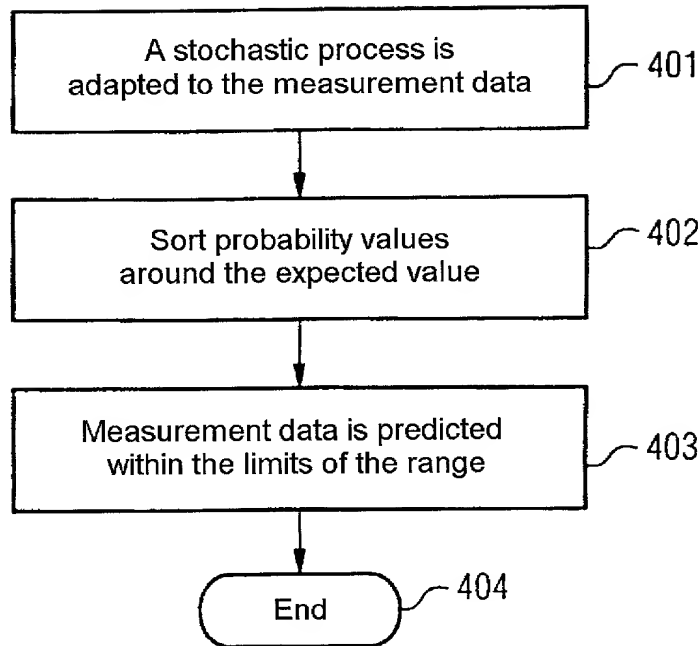 A stochastic process is
adapted to the measurement data
401
Sort probability values
around the expected value
402
Measurement data is predicted
within the limits of the range
403
End
404